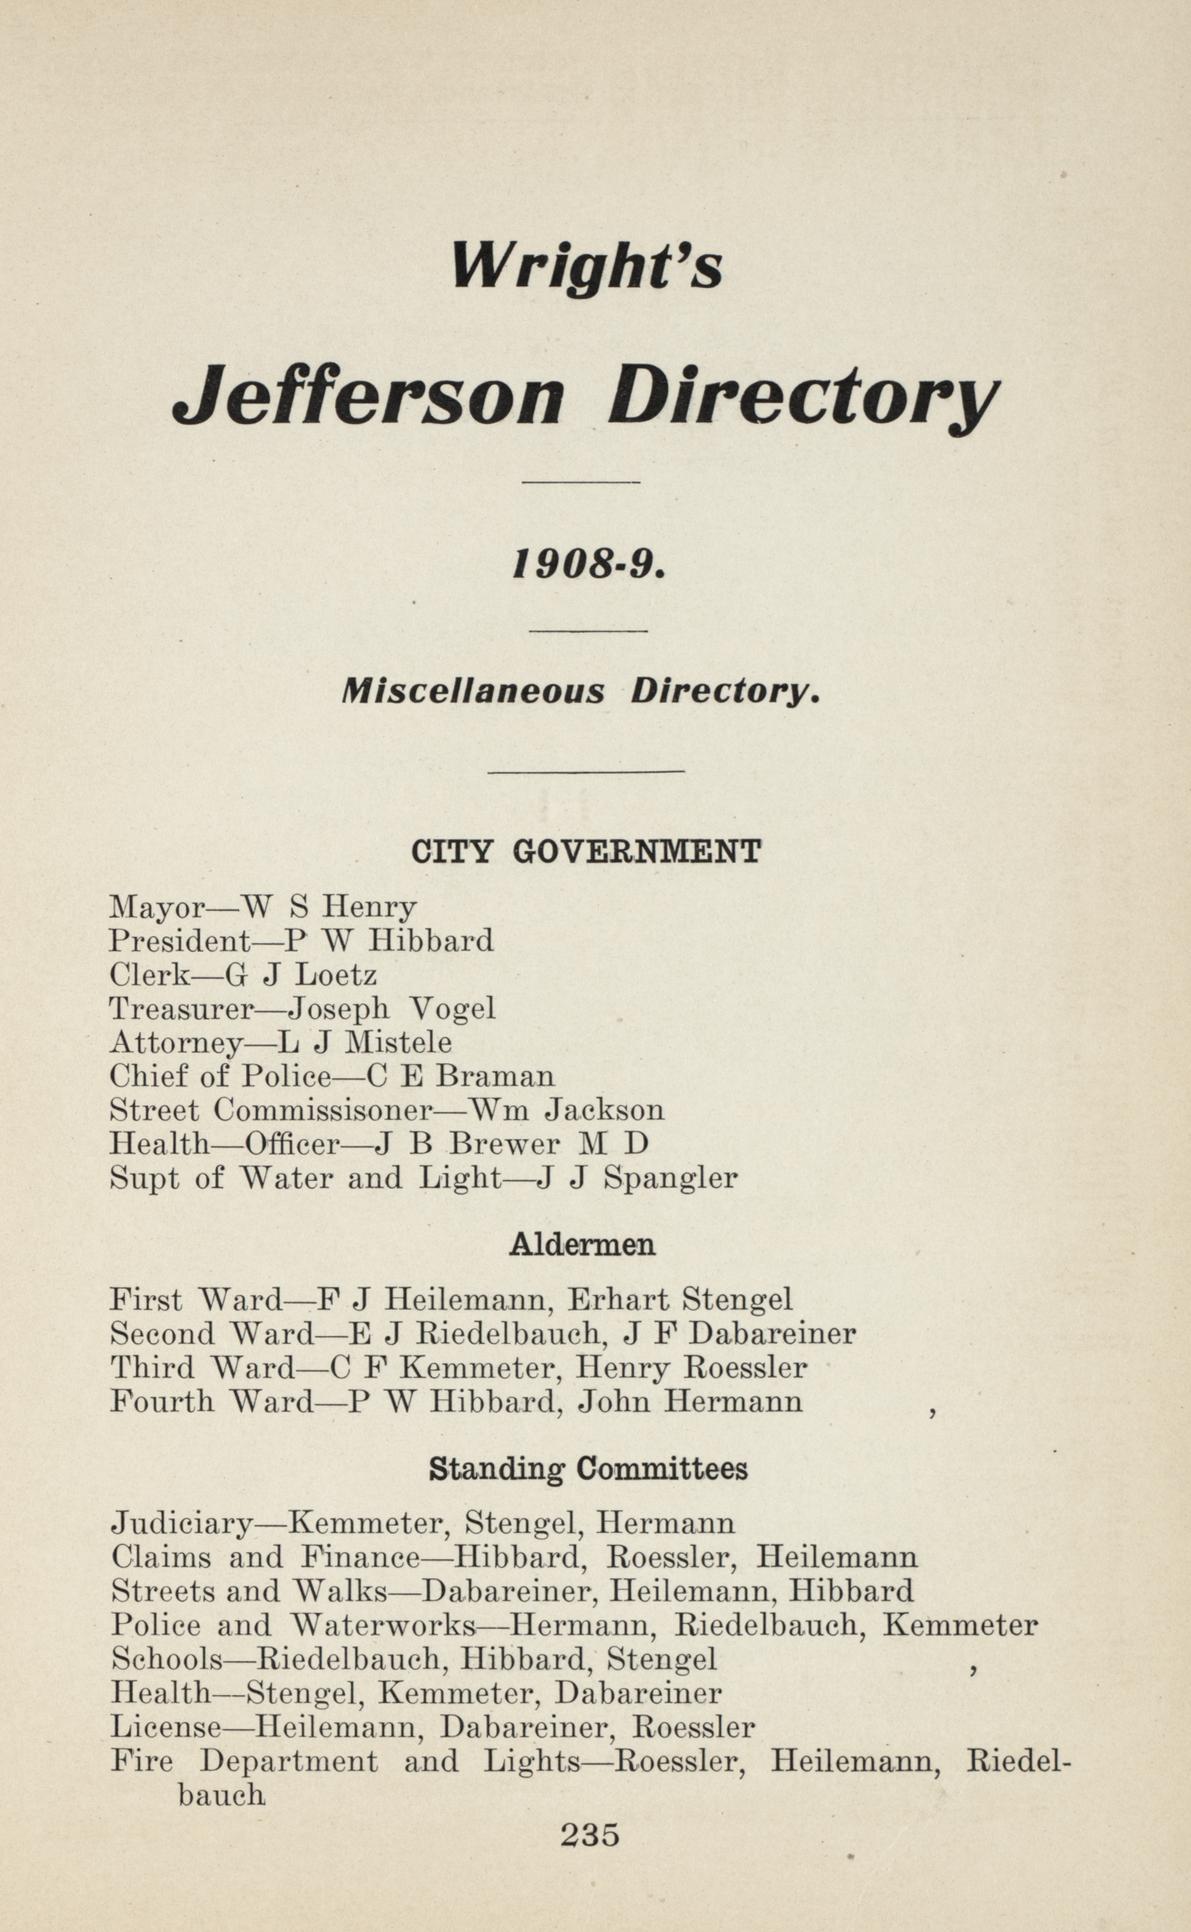 Wright's
Jefferson Directory
1908-9.
Miscellaneous Directory.
CITY GOVERNMENT
Mayor—W S Henry
President—P W Hibbard
Clerk—G J Loetz
Treasurer—Joseph Vogel
Attorney—L J Mistele
Chief of Police—C E Braman
Street Commissisoner—Wm Jackson
Health—Officer—J B Brewer M D
Supt of Water and Light—J J Spangler
Aldermen
First Ward—F J Heilemann, Erhart Stengel
Second Ward—E J Riedelbauch, J F Dabareiner
Third Ward—C F Kemmeter, Henry Roessler
Fourth Ward—P W Hibbard, John Hermann ,
Standing Committees
Judiciary—Kemmeter, Stengel, Hermann
Claims and Finance—Hibbard, Roessler, Heilemann
Streets and Walks—Dabareiner, Heilemann, Hibbard
Police and Waterworks—Hermann, Riedelbauch, Kemmeter
Schools—Riedelbauch, Hibbard, Stengel ,
Health—Stengel, Kemmeter, Dabareiner
License—Heilemann, Dabareiner, Roessler
Fire Department and Lights—Roessler, Heilemann, Riedel-
bauch
235